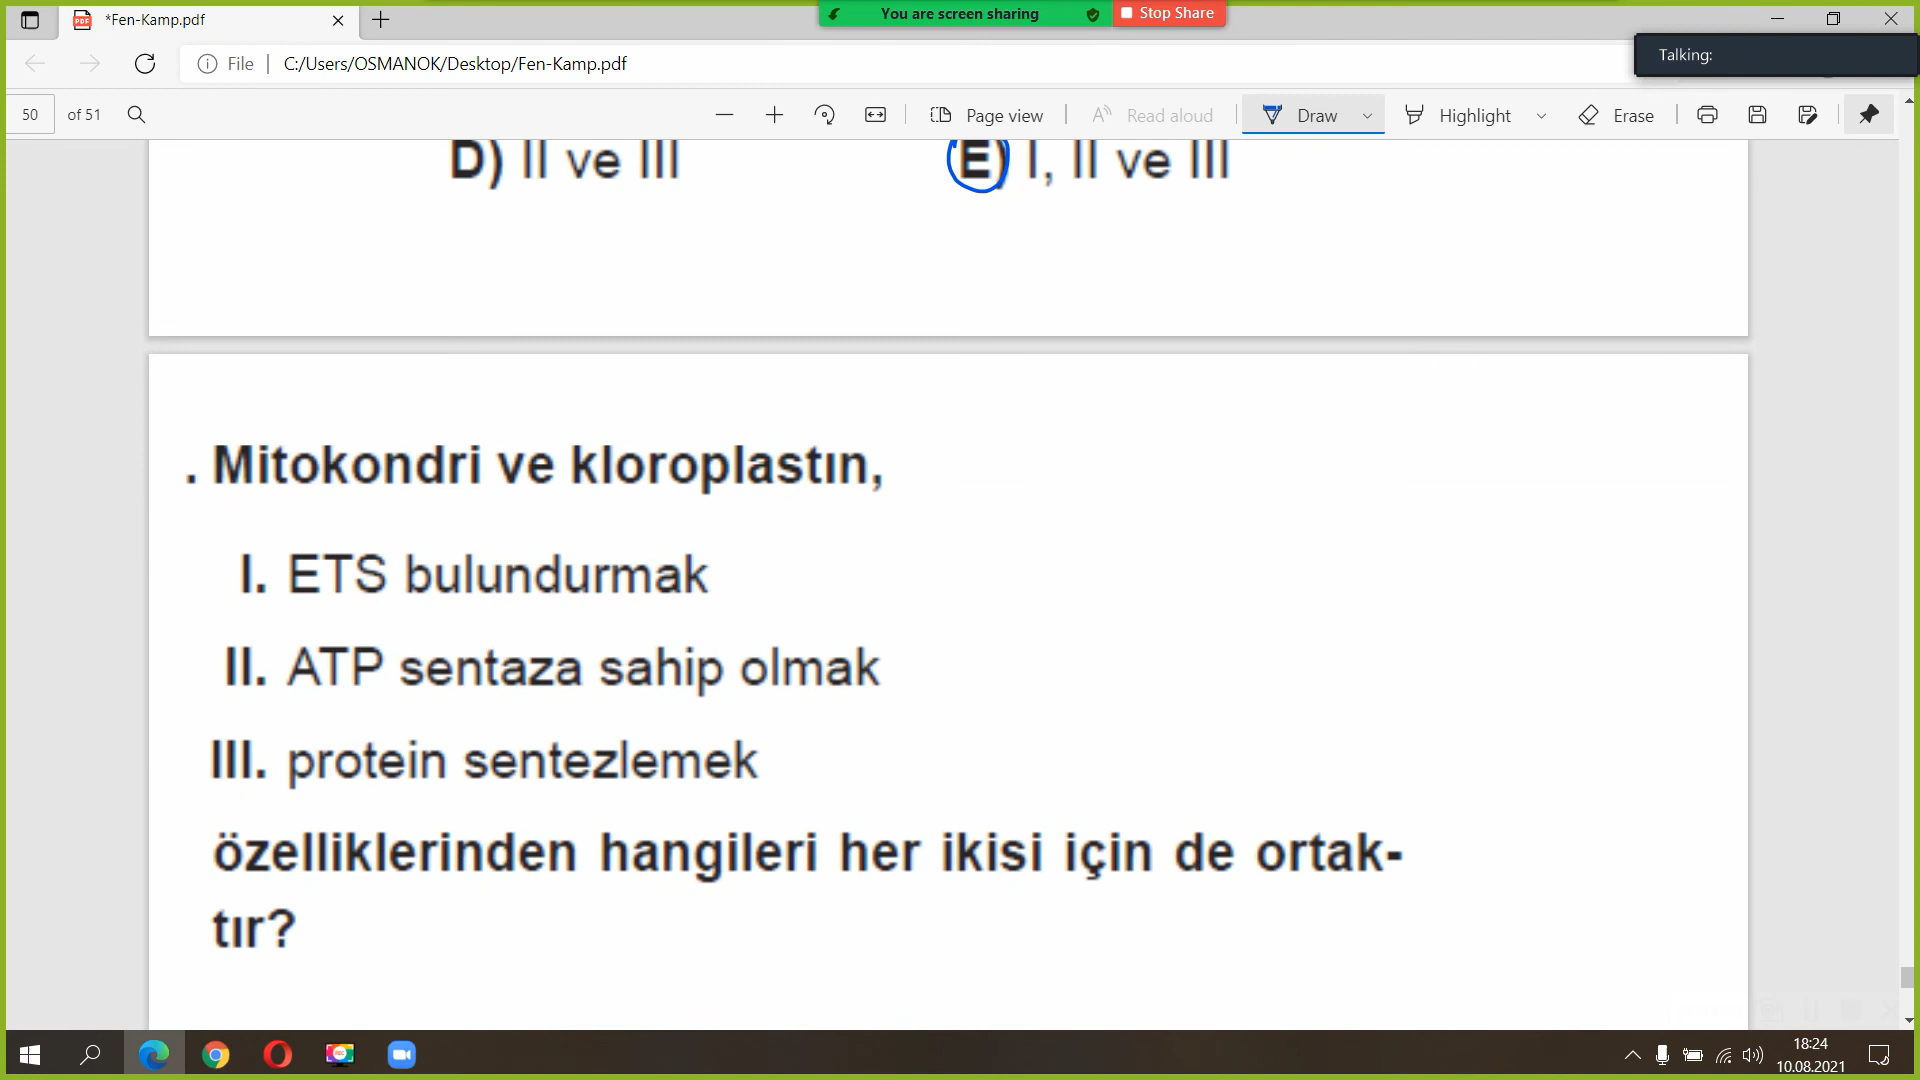 *Fen-Kamp.pdf
You are screen sharing
Stop Share
File
C:/Users/OSMANOK/Desktop/Fen-Kamp.pdf
Talking:
50 of 51
Page view
Read aloud
Draw
Highlight
Erase
D) II ve III
E) I, II ve III
. Mitokondri ve kloroplastın,
I. ETS bulundurmak
II. ATP sentaza sahip olmak
III. protein sentezlemek
özelliklerinden hangileri her ikisi için de ortak-
tır?
18:24
10.08.2021